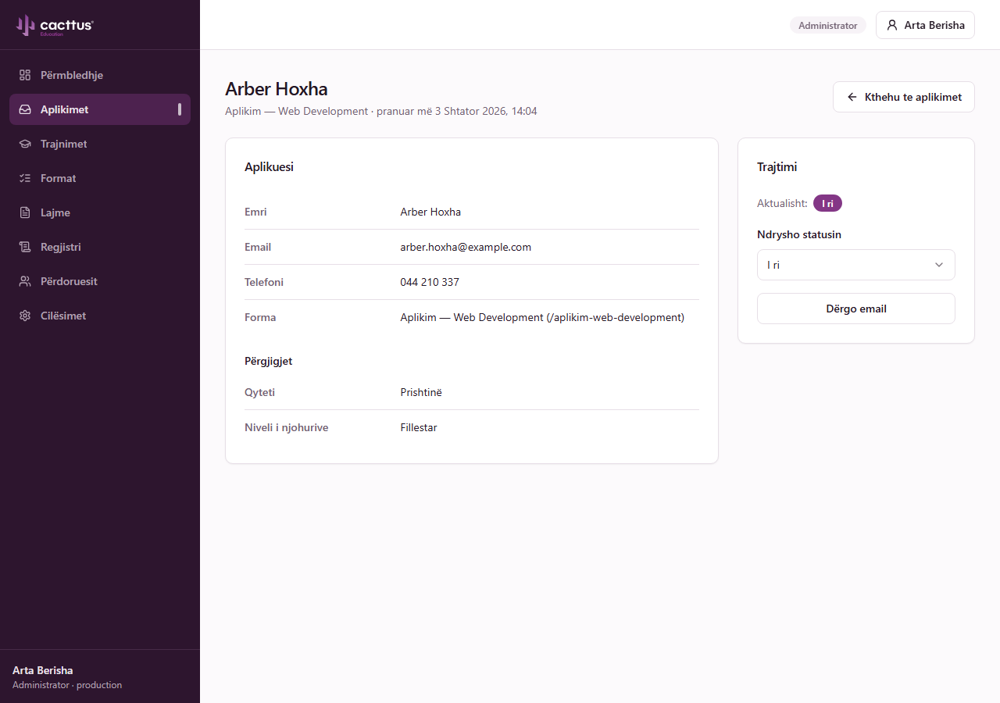 cacttus®
Education
Administrator
Arta Berisha
Përmbledhje
Aplikimet
Trajnimet
Format
Lajme
Regjistri
Përdoruesit
Cilësimet
Arber Hoxha
Aplikim — Web Development · pranuar më 3 Shtator 2026, 14:04
Kthehu te aplikimet
Aplikuesi
Emri Arber Hoxha
Email arber.hoxha@example.com
Telefoni 044 210 337
Forma Aplikim — Web Development (/aplikim-web-development)
Përgjigjet
Qyteti Prishtinë
Niveli i njohurive Fillestar
Trajtimi
Aktualisht: I ri
Ndrysho statusin
I ri
Dërgo email
Arta Berisha
Administrator · production